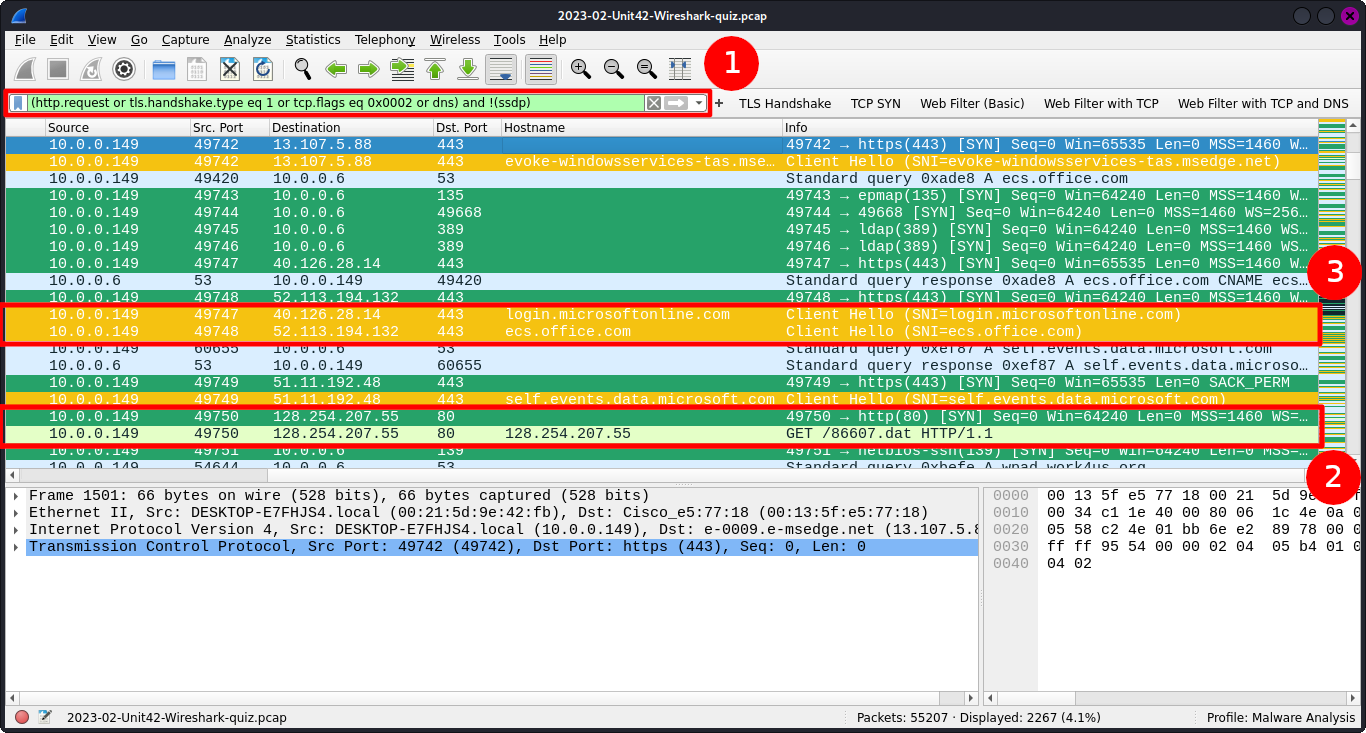 2023-02-Unit42-Wireshark-quiz.pcap
File Edit View Go Capture Analyze Statistics Telephony Wireless Tools Help
1
(http.request or tls.handshake.type eq 1 or tcp.flags eq 0x0002 or dns) and !(ssdp) + TLS Handshake TCP SYN Web Filter (Basic) Web Filter with TCP Web Filter with TCP and DNS
Source Src. Port Destination Dst. Port Hostname Info
10.0.0.149 49742 13.107.5.88 443 49742 → https(443) [SYN] Seq=0 Win=65535 Len=0 MSS=1460 W…
10.0.0.149 49742 13.107.5.88 443 evoke-windowsservices-tas.mse… Client Hello (SNI=evoke-windowsservices-tas.msedge.net)
10.0.0.149 49420 10.0.0.6 53 Standard query 0xade8 A ecs.office.com
10.0.0.149 49743 10.0.0.6 135 49743 → epmap(135) [SYN] Seq=0 Win=64240 Len=0 MSS=1460 W…
10.0.0.149 49744 10.0.0.6 49668 49744 → 49668 [SYN] Seq=0 Win=64240 Len=0 MSS=1460 WS=256…
10.0.0.149 49745 10.0.0.6 389 49745 → ldap(389) [SYN] Seq=0 Win=64240 Len=0 MSS=1460 WS…
10.0.0.149 49746 10.0.0.6 389 49746 → ldap(389) [SYN] Seq=0 Win=64240 Len=0 MSS=1460 WS…
10.0.0.149 49747 40.126.28.14 443 49747 → https(443) [SYN] Seq=0 Win=65535 Len=0 MSS=1460 W…
3
10.0.0.6 53 10.0.0.149 49420 Standard query response 0xade8 A ecs.office.com CNAME ecs…
10.0.0.149 49748 52.113.194.132 443 49748 → https(443) [SYN] Seq=0 Win=65535 Len=0 MSS=1460 W…
10.0.0.149 49747 40.126.28.14 443 login.microsoftonline.com Client Hello (SNI=login.microsoftonline.com)
10.0.0.149 49748 52.113.194.132 443 ecs.office.com Client Hello (SNI=ecs.office.com)
10.0.0.149 60655 10.0.0.6 53 Standard query 0xef87 A self.events.data.microsoft.com
10.0.0.6 53 10.0.0.149 60655 Standard query response 0xef87 A self.events.data.microso…
10.0.0.149 49749 51.11.192.48 443 49749 → https(443) [SYN] Seq=0 Win=65535 Len=0 SACK_PERM
10.0.0.149 49749 51.11.192.48 443 self.events.data.microsoft.com Client Hello (SNI=self.events.data.microsoft.com)
10.0.0.149 49750 128.254.207.55 80 49750 → http(80) [SYN] Seq=0 Win=64240 Len=0 MSS=1460 WS=…
10.0.0.149 49750 128.254.207.55 80 128.254.207.55 GET /86607.dat HTTP/1.1
10.0.0.149 49751 10.0.0.6 139 49751 → netbios-ssn(139) [SYN] Seq=0 Win=64240 Len=0 MSS=…
10.0.0.149 54644 10.0.0.6 53 Standard query 0xbefe A wpad.work4us.org
2
Frame 1501: 66 bytes on wire (528 bits), 66 bytes captured (528 bits)
Ethernet II, Src: DESKTOP-E7FHJS4.local (00:21:5d:9e:42:fb), Dst: Cisco_e5:77:18 (00:13:5f:e5:77:18)
Internet Protocol Version 4, Src: DESKTOP-E7FHJS4.local (10.0.0.149), Dst: e-0009.e-msedge.net (13.107.5.8
Transmission Control Protocol, Src Port: 49742 (49742), Dst Port: https (443), Seq: 0, Len: 0
0000 00 13 5f e5 77 18 00 21 5d 9e
0010 00 34 c1 1e 40 00 80 06 1c 4e 0a 0
0020 05 58 c2 4e 01 bb 6e e2 89 78 00 0
0030 ff ff 95 54 00 00 02 04 05 b4 01 0
0040 04 02
2023-02-Unit42-Wireshark-quiz.pcap Packets: 55207 · Displayed: 2267 (4.1%) Profile: Malware Analysis